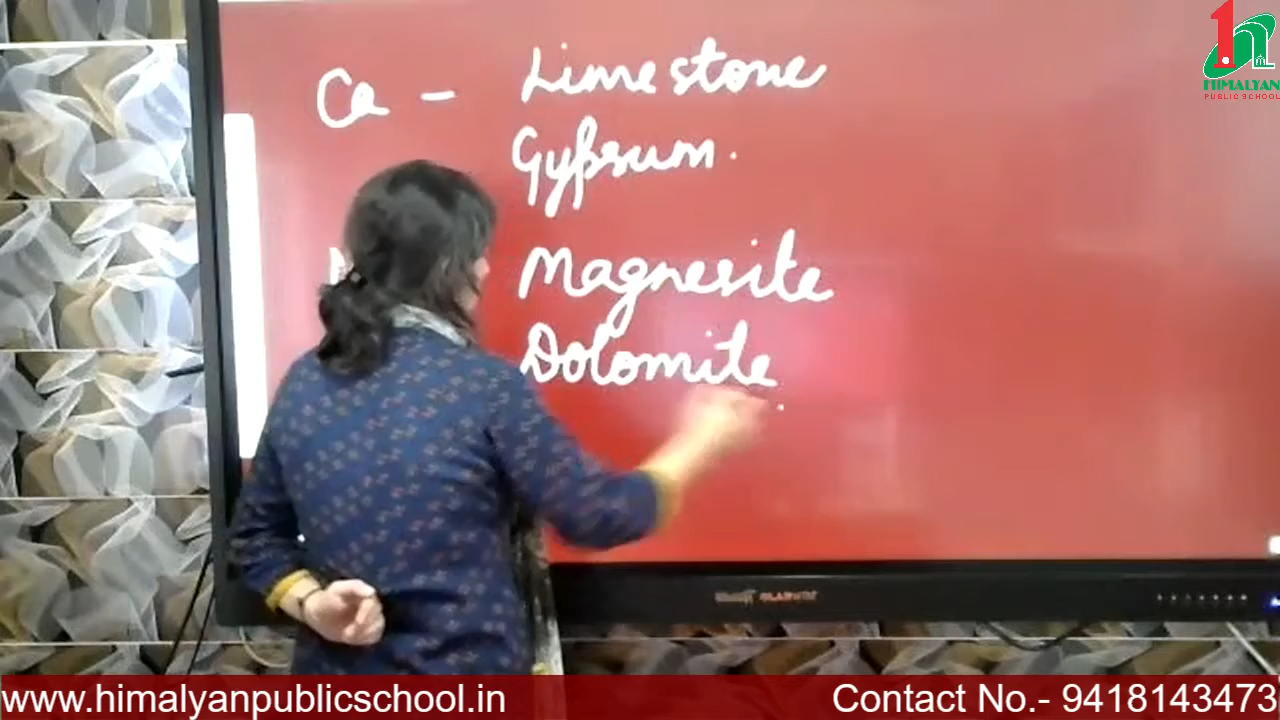 Ca - Limestone
Gypsum.
Magnesite
Dolomite
HIMALYAN
PUBLIC SCHOOL
www.himalyanpublicschool.in
Contact No.- 9418143473